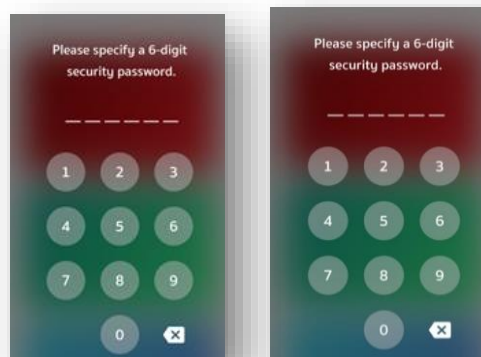 Please specify a 6-digit
security password.
1 2 3
4 5 6
7 8 9
0
Please specify a 6-digit
security password.
1 2 3
4 5 6
7 8 9
0